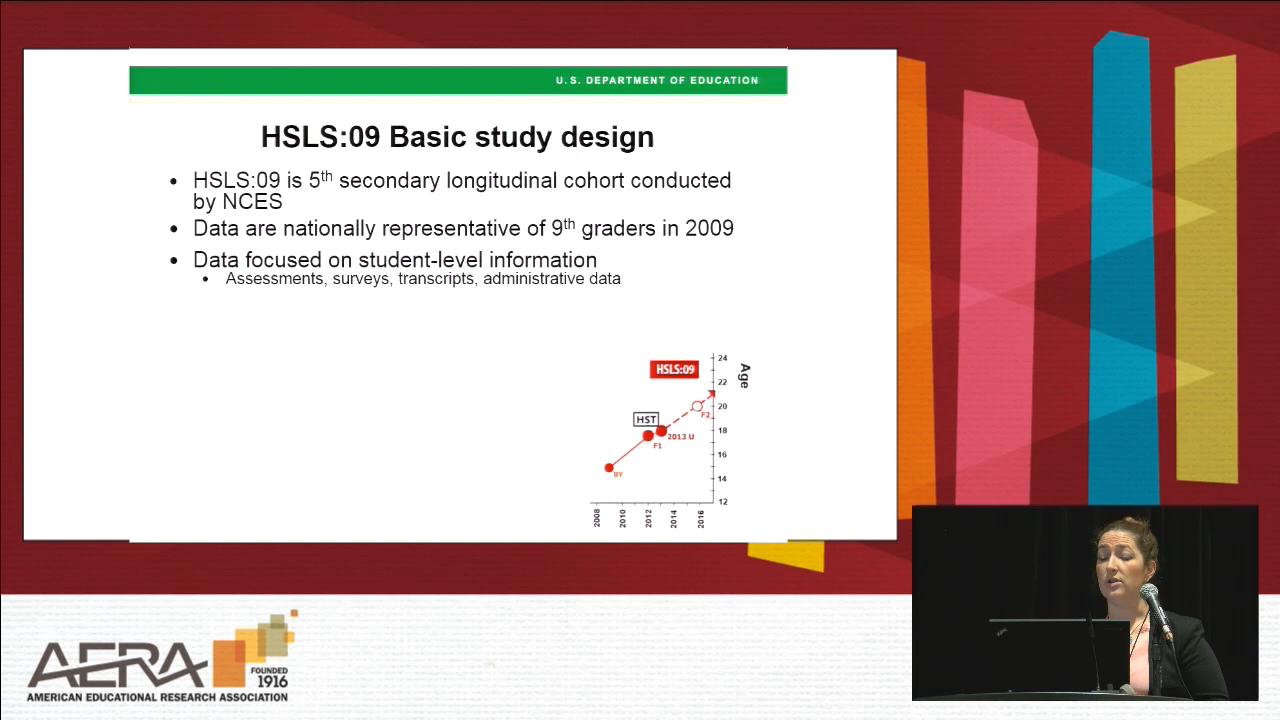 U.S. DEPARTMENT OF EDUCATION
HSLS:09 Basic study design
• HSLS:09 is 5th secondary longitudinal cohort conducted
by NCES
• Data are nationally representative of 9th graders in 2009
• Data focused on student-level information
• Assessments, surveys, transcripts, administrative data
HSLS:09
24
Age
22
20
F2
HST
18
2013 U
F1
16
BY
14
12
2008
2010
2012
2014
2016
AERA
FOUNDED
1916
AMERICAN EDUCATIONAL RESEARCH ASSOCIATION